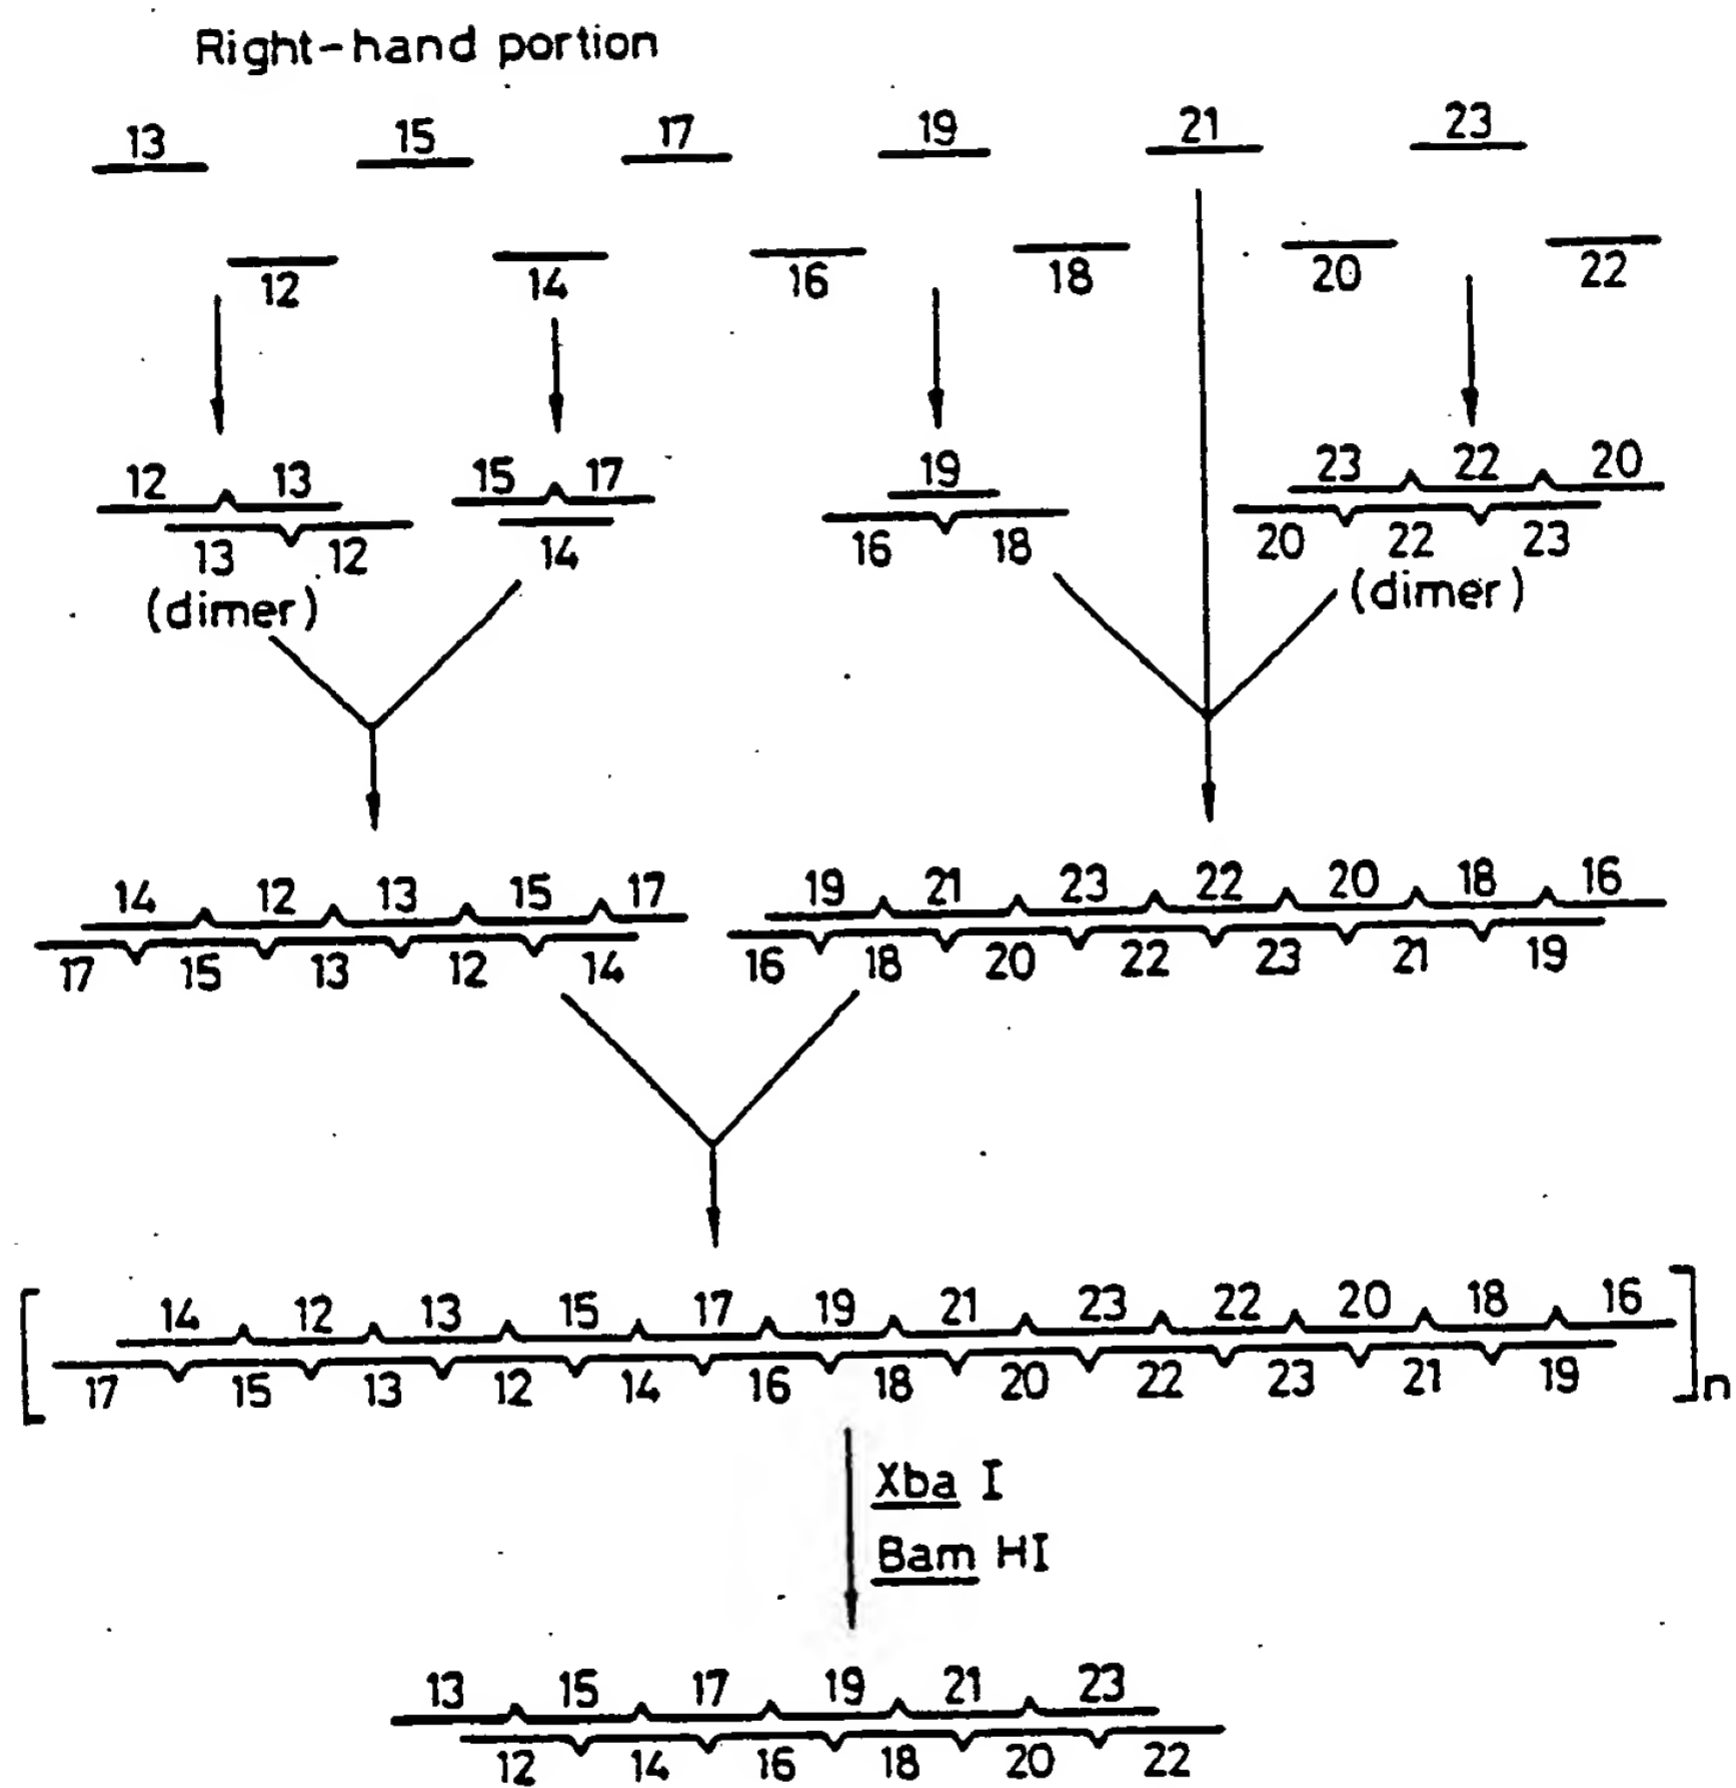 Right-hand portion
13 15 17 19 21 23
12 14 16 18 20 22
12 13 15 17 19 23 22 20
13 12 14 16 18 20 22 23
(dimer) (dimer)
14 12 13 15 17 19 21 23 22 20 18 16
17 15 13 12 14 16 18 20 22 23 21 19
[ 14 12 13 15 17 19 21 23 22 20 18 16 ]n
17 15 13 12 14 16 18 20 22 23 21 19
Xba I
Bam HI
13 15 17 19 21 23
12 14 16 18 20 22